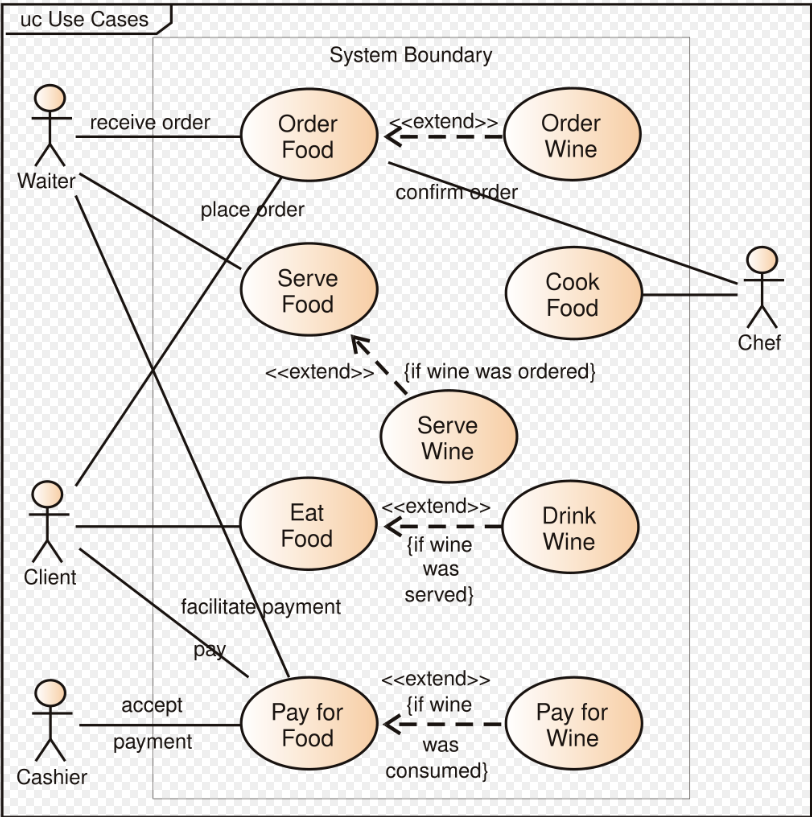 uc Use Cases
System Boundary
receive order
Order
Food
<<extend>>
Order
Wine
Waiter
place order
confirm order
Serve
Food
Cook
Food
Chef
<<extend>>
{if wine was ordered}
Serve
Wine
Client
Eat
Food
<<extend>>
{if wine
was
served}
Drink
Wine
facilitate payment
pay
accept
payment
Cashier
Pay for
Food
<<extend>>
{if wine
was
consumed}
Pay for
Wine